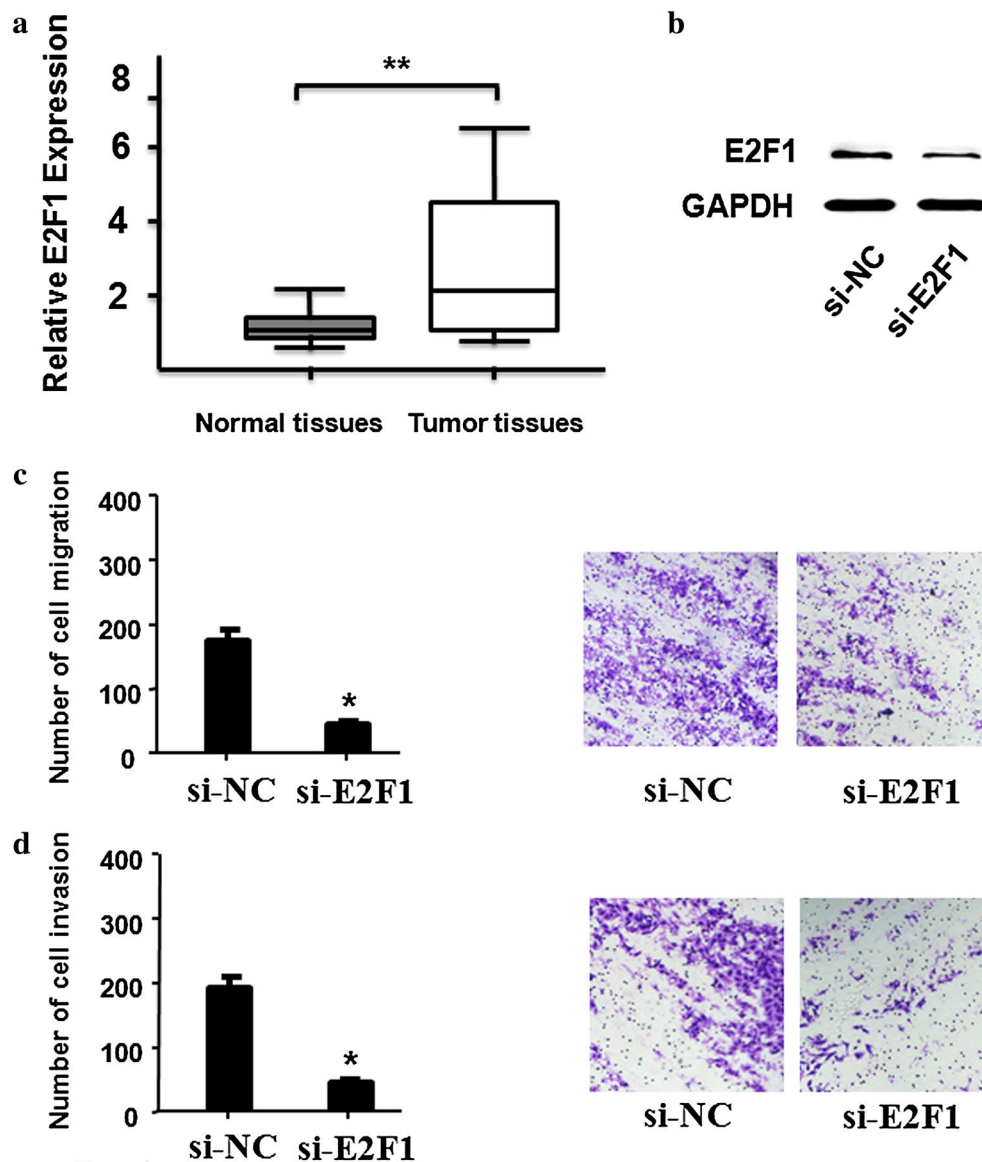 a
Relative E2F1 Expression
8
6
4
2
**
Normal tissues
Tumor tissues
b
E2F1
GAPDH
si-NC
si-E2F1
c
Number of cell migration
400
300
200
100
0
*
si-NC
si-E2F1
si-NC
si-E2F1
d
Number of cell invasion
400
300
200
100
0
*
si-NC
si-E2F1
si-NC
si-E2F1